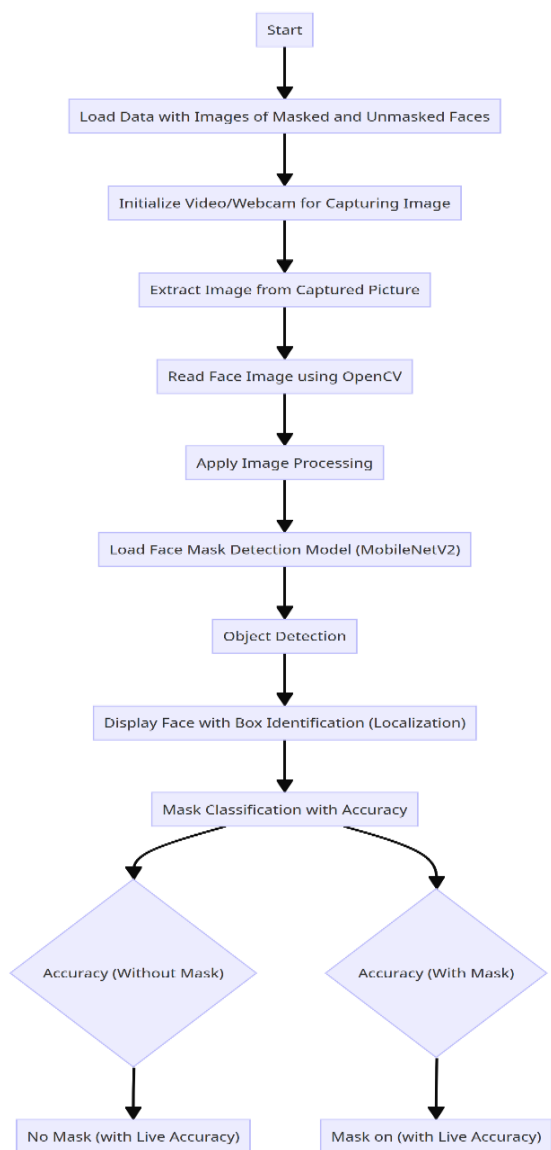 Start
Load Data with Images of Masked and Unmasked Faces
Initialize Video/Webcam for Capturing Image
Extract Image from Captured Picture
Read Face Image using OpenCV
Apply Image Processing
Load Face Mask Detection Model (MobileNetV2)
Object Detection
Display Face with Box Identification (Localization)
Mask Classification with Accuracy
Accuracy (Without Mask)
Accuracy (With Mask)
No Mask (with Live Accuracy)
Mask on (with Live Accuracy)